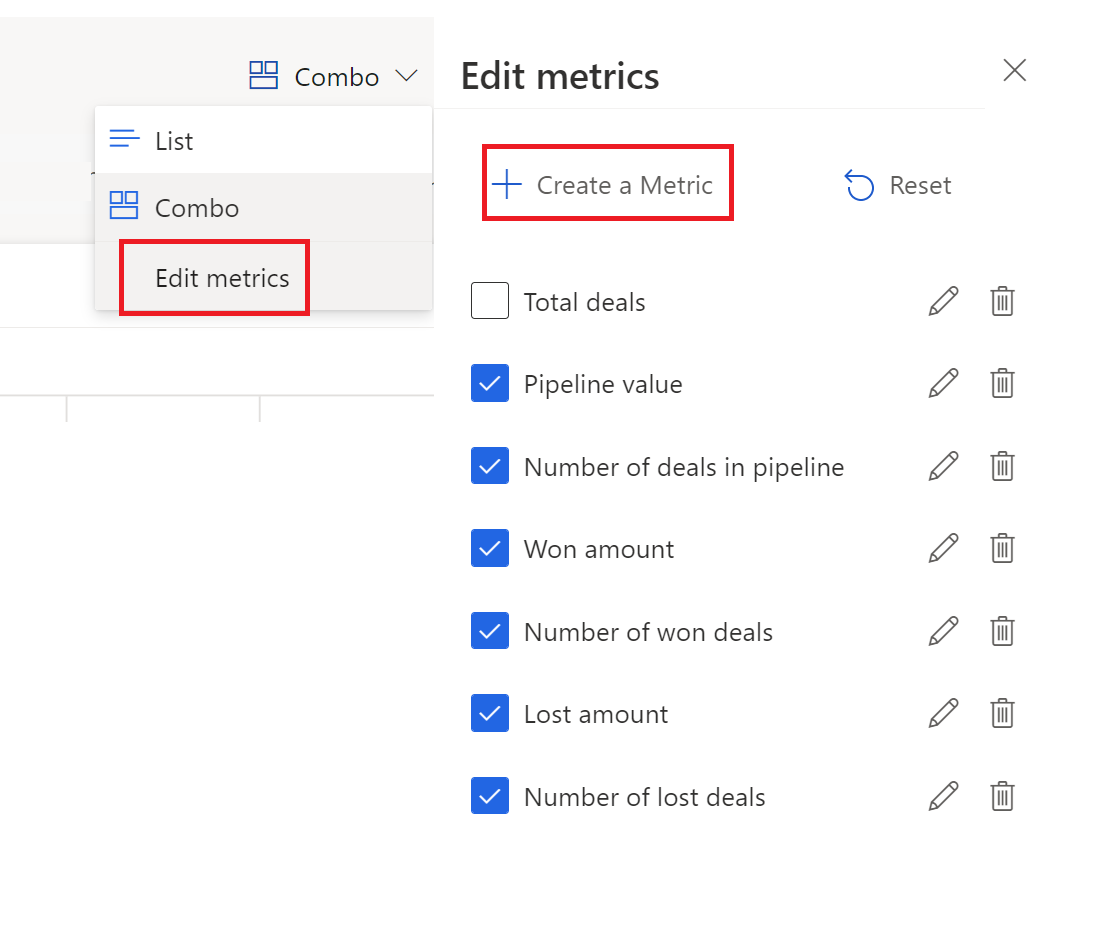 Combo
List
Combo
Edit metrics
Edit metrics
Create a Metric
Reset
Total deals
Pipeline value
Number of deals in pipeline
Won amount
Number of won deals
Lost amount
Number of lost deals